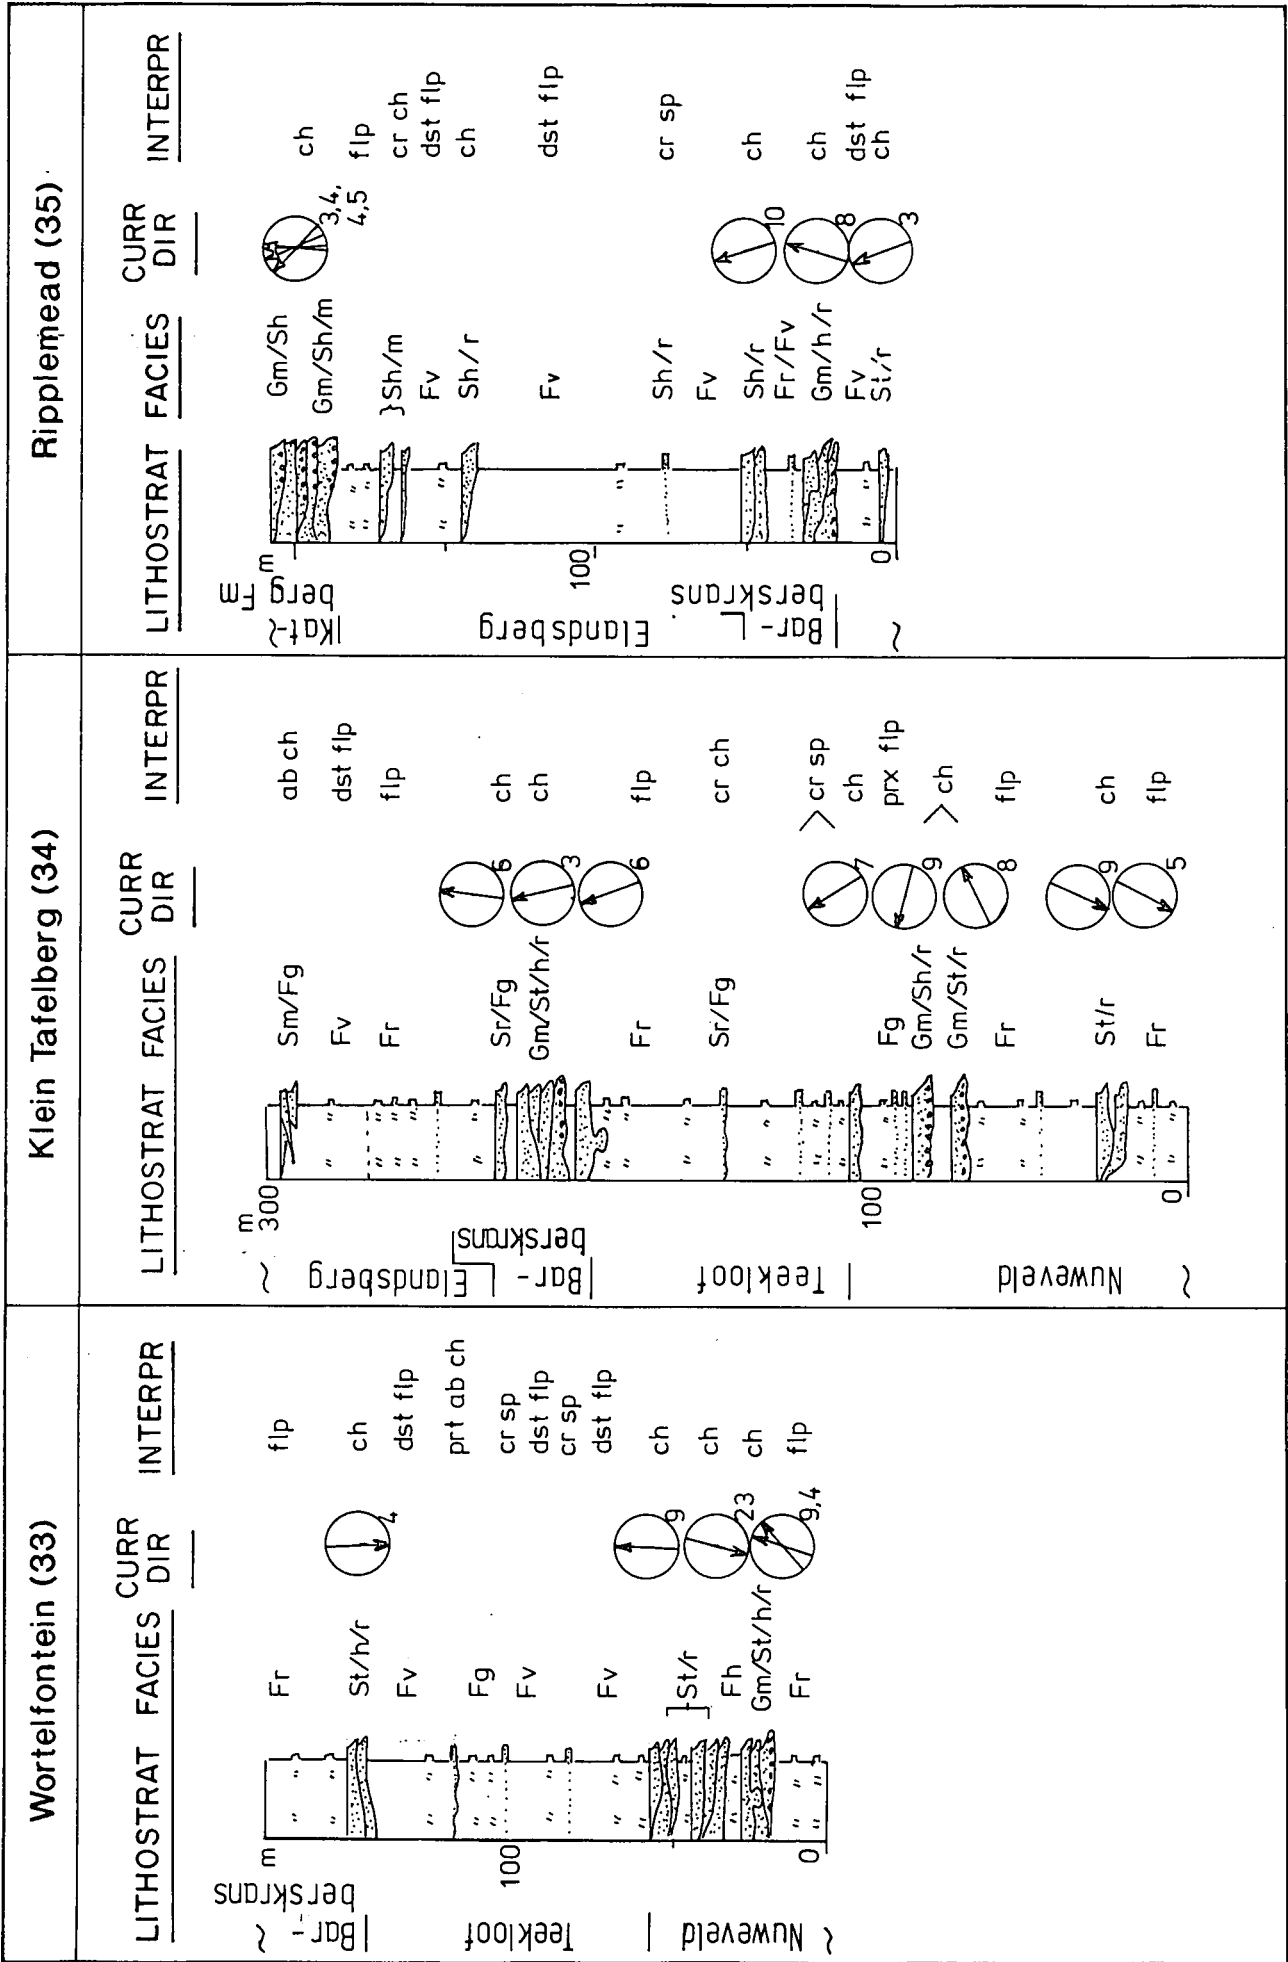 Wortelfontein (33)
LITHOSTRAT
FACIES
CURR
DIR
INTERPR
Bar-
berskrans
Teekloof
Nuweveld
m
100
0
Fr
St/h/r
Fv
Fg
Fv
Fv
St/r
Fh
Gm/St/h/r
Fr
4
9
23
9,4
flp
ch
dst flp
prt ab ch
cr sp
dst flp
cr sp
dst flp
ch
ch
ch
flp
Klein Tafelberg (34)
LITHOSTRAT
FACIES
CURR
DIR
INTERPR
Elandsberg
Bar-
berskrans
Teekloof
Nuweveld
m
300
100
0
Sm/Fg
Fv
Fr
Sr/Fg
Gm/St/h/r
Fr
Sr/Fg
Fg
Gm/Sh/r
Gm/St/r
Fr
St/r
Fr
6
3
6
7
9
8
9
5
ab ch
dst flp
flp
ch
ch
flp
cr ch
cr sp
ch
prx flp
ch
flp
ch
flp
Ripplemead (35)
LITHOSTRAT
FACIES
CURR
DIR
INTERPR
Kat-
berg Fm
Elandsberg
Bar-
berskrans
m
100
0
Gm/Sh
Gm/Sh/m
Sh/m
Fv
Sh/r
Fv
Sh/r
Fv
Sh/r
Fr/Fv
Gm/h/r
Fv
St/r
3,4,
4,5
10
8
3
ch
flp
cr ch
dst flp
ch
dst flp
cr sp
ch
ch
dst flp
ch